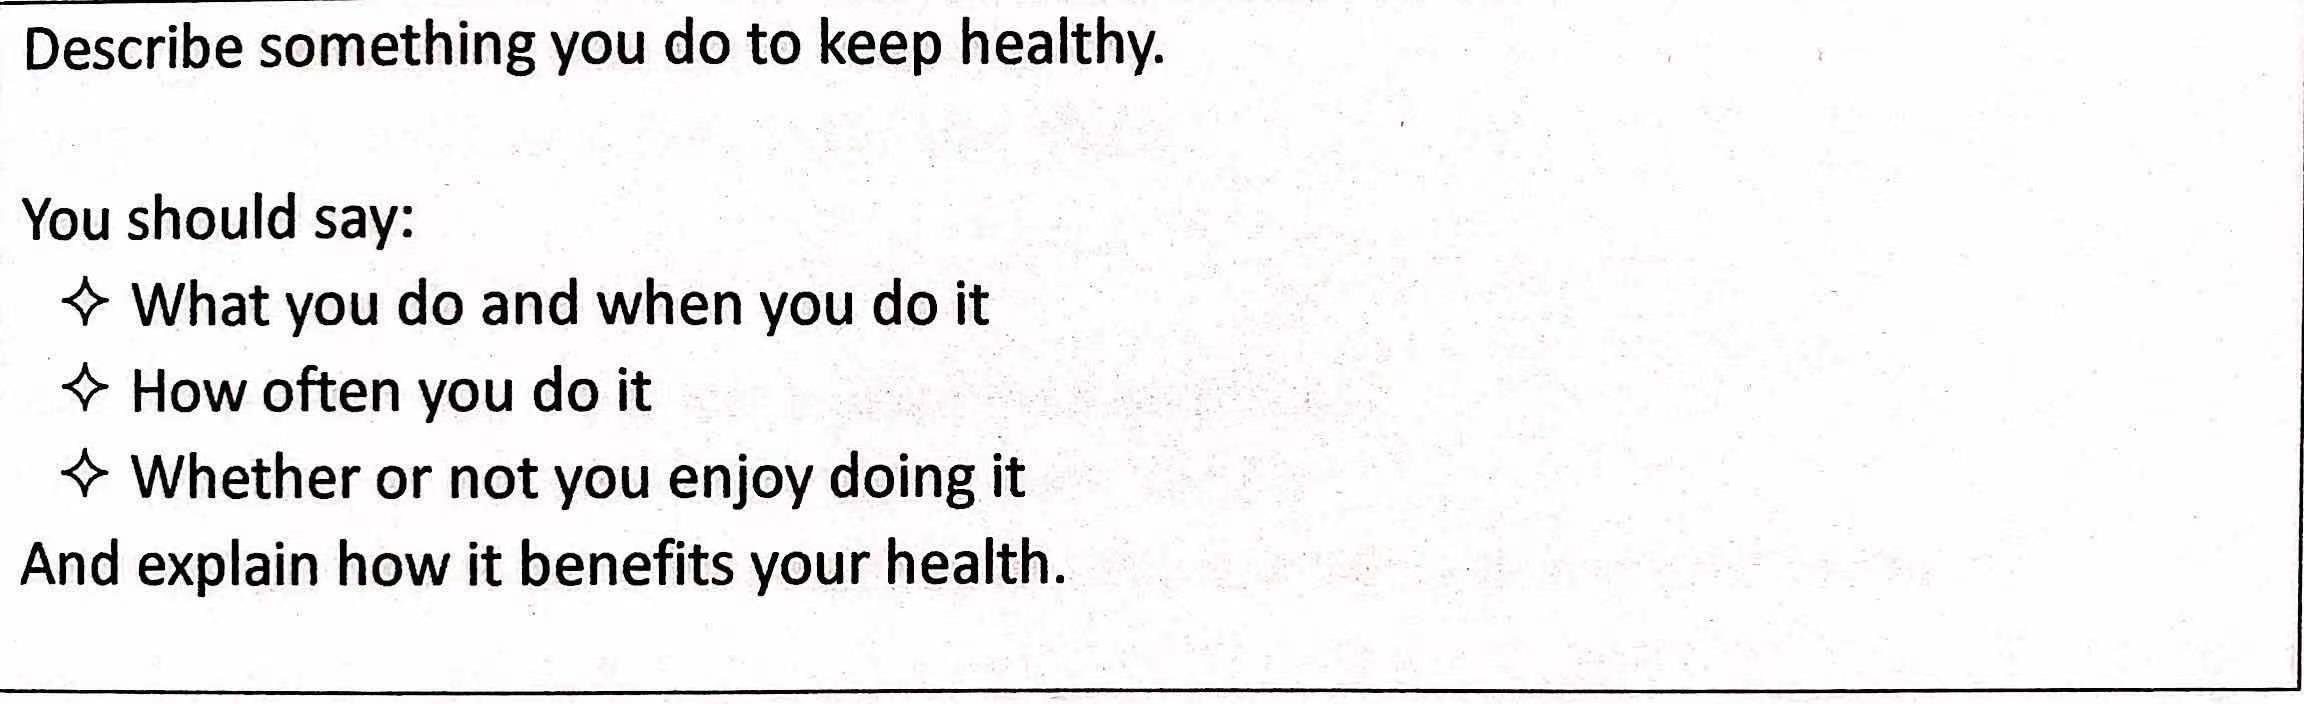 Describe something you do to keep healthy.
You should say:
✧ What you do and when you do it
✧ How often you do it
✧ Whether or not you enjoy doing it
And explain how it benefits your health.